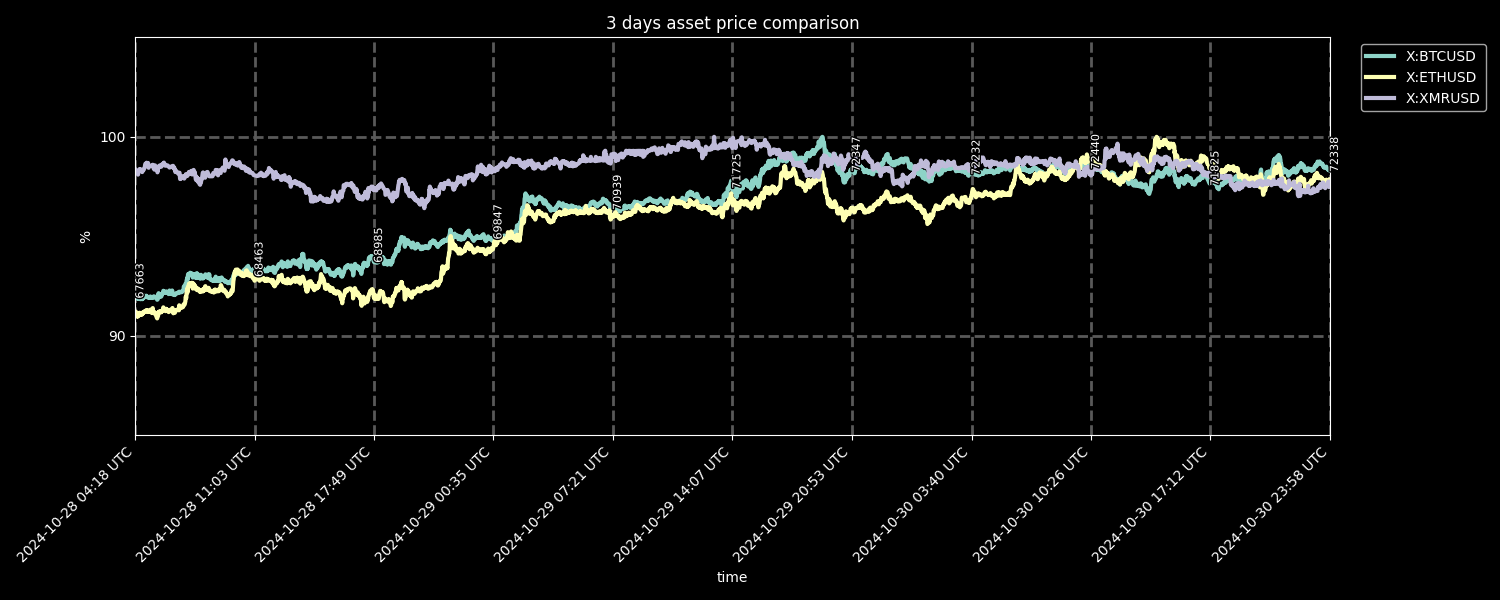 3 days asset price comparison
X:BTCUSD
X:ETHUSD
X:XMRUSD
100
90
%
67663
68463
68985
69847
70939
71725
72347
72232
72440
71825
72338
2024-10-28 04:18 UTC
2024-10-28 11:03 UTC
2024-10-28 17:49 UTC
2024-10-29 00:35 UTC
2024-10-29 07:21 UTC
2024-10-29 14:07 UTC
2024-10-29 20:53 UTC
2024-10-30 03:40 UTC
2024-10-30 10:26 UTC
2024-10-30 17:12 UTC
2024-10-30 23:58 UTC
time